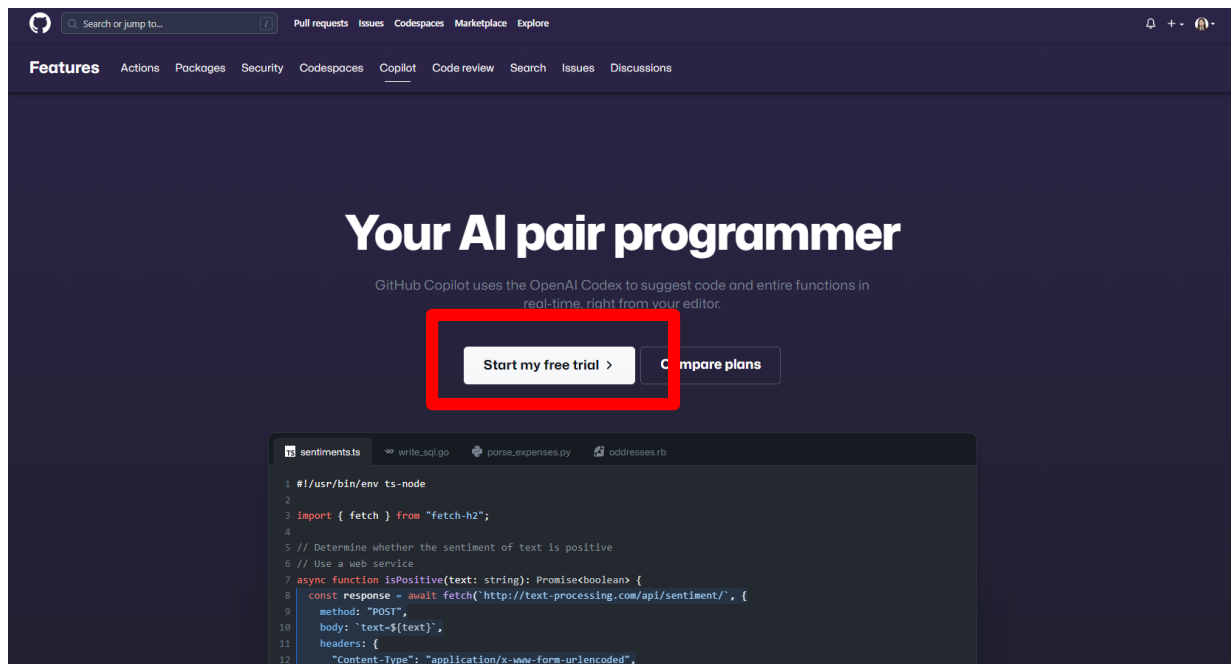 Search or jump to... / Pull requests Issues Codespaces Marketplace Explore
Features Actions Packages Security Codespaces Copilot Code review Search Issues Discussions
Your AI pair programmer
GitHub Copilot uses the OpenAI Codex to suggest code and entire functions in
real-time, right from your editor.
Start my free trial > C mpare plans
TS sentiments.ts GO write_sql.go parse_expenses.py addresses.rb
1 #!/usr/bin/env ts-node
2
3 import { fetch } from "fetch-h2";
4
5 // Determine whether the sentiment of text is positive
6 // Use a web service
7 async function isPositive(text: string): Promise<boolean> {
8 const response = await fetch(`http://text-processing.com/api/sentiment/`, {
9 method: "POST",
10 body: `text=${text}`,
11 headers: {
12 "Content-Type": "application/x-www-form-urlencoded",